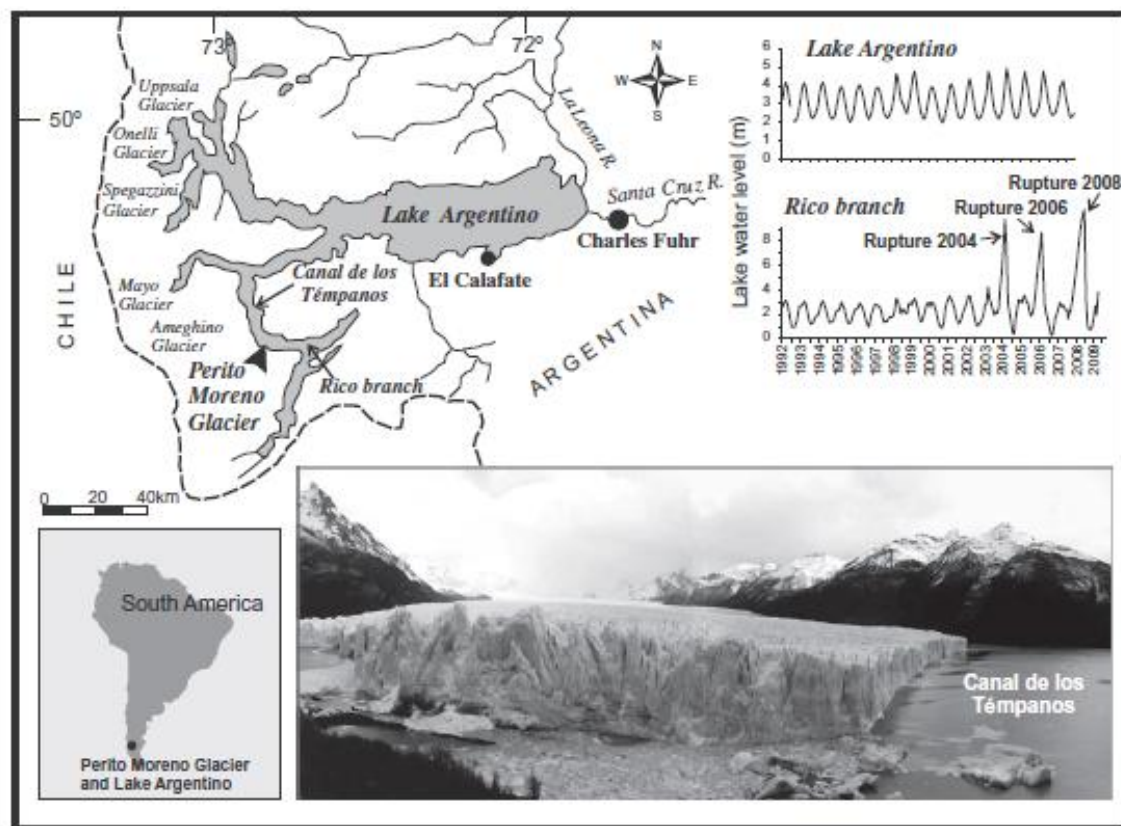 73º
72º
50º
N
W
E
S
Uppsala
Glacier
Onelli
Glacier
Spegazzini
Glacier
Mayo
Glacier
Ameghino
Glacier
Perito
Moreno
Glacier
Canal de los
Témpanos
Rico branch
Lake Argentino
La Leona R.
Santa Cruz R.
Charles Fuhr
El Calafate
CHILE
ARGENTINA
0 20 40km
Lake Argentino
6
5
4
3
2
1
0
Lake water level (m)
Rico branch
Rupture 2004
Rupture 2006
Rupture 2008
8
6
4
2
0
1992
1993
1994
1995
1996
1997
1998
1999
2000
2001
2002
2003
2004
2005
2006
2007
2008
2009
South America
Perito Moreno Glacier
and Lake Argentino
Canal de los
Témpanos